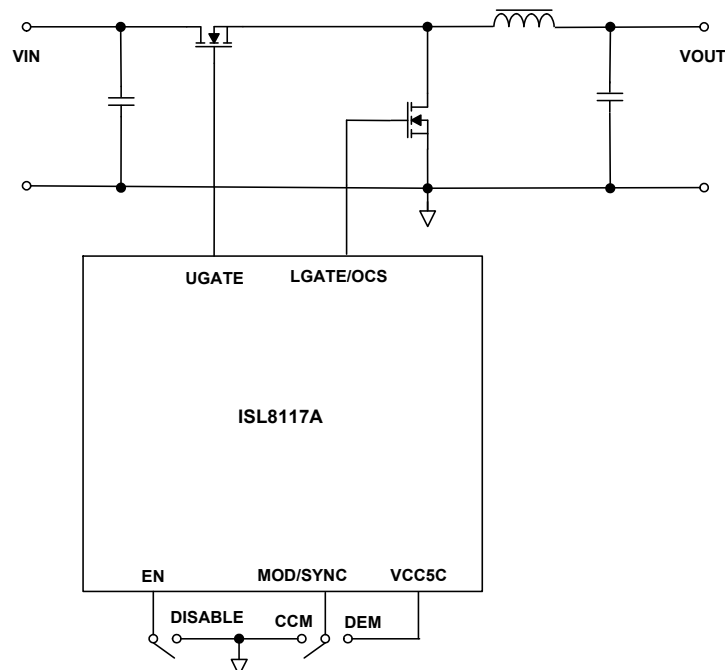 VIN
VOUT
UGATE
LGATE/OCS
ISL8117A
EN
MOD/SYNC
VCC5C
DISABLE
CCM
DEM